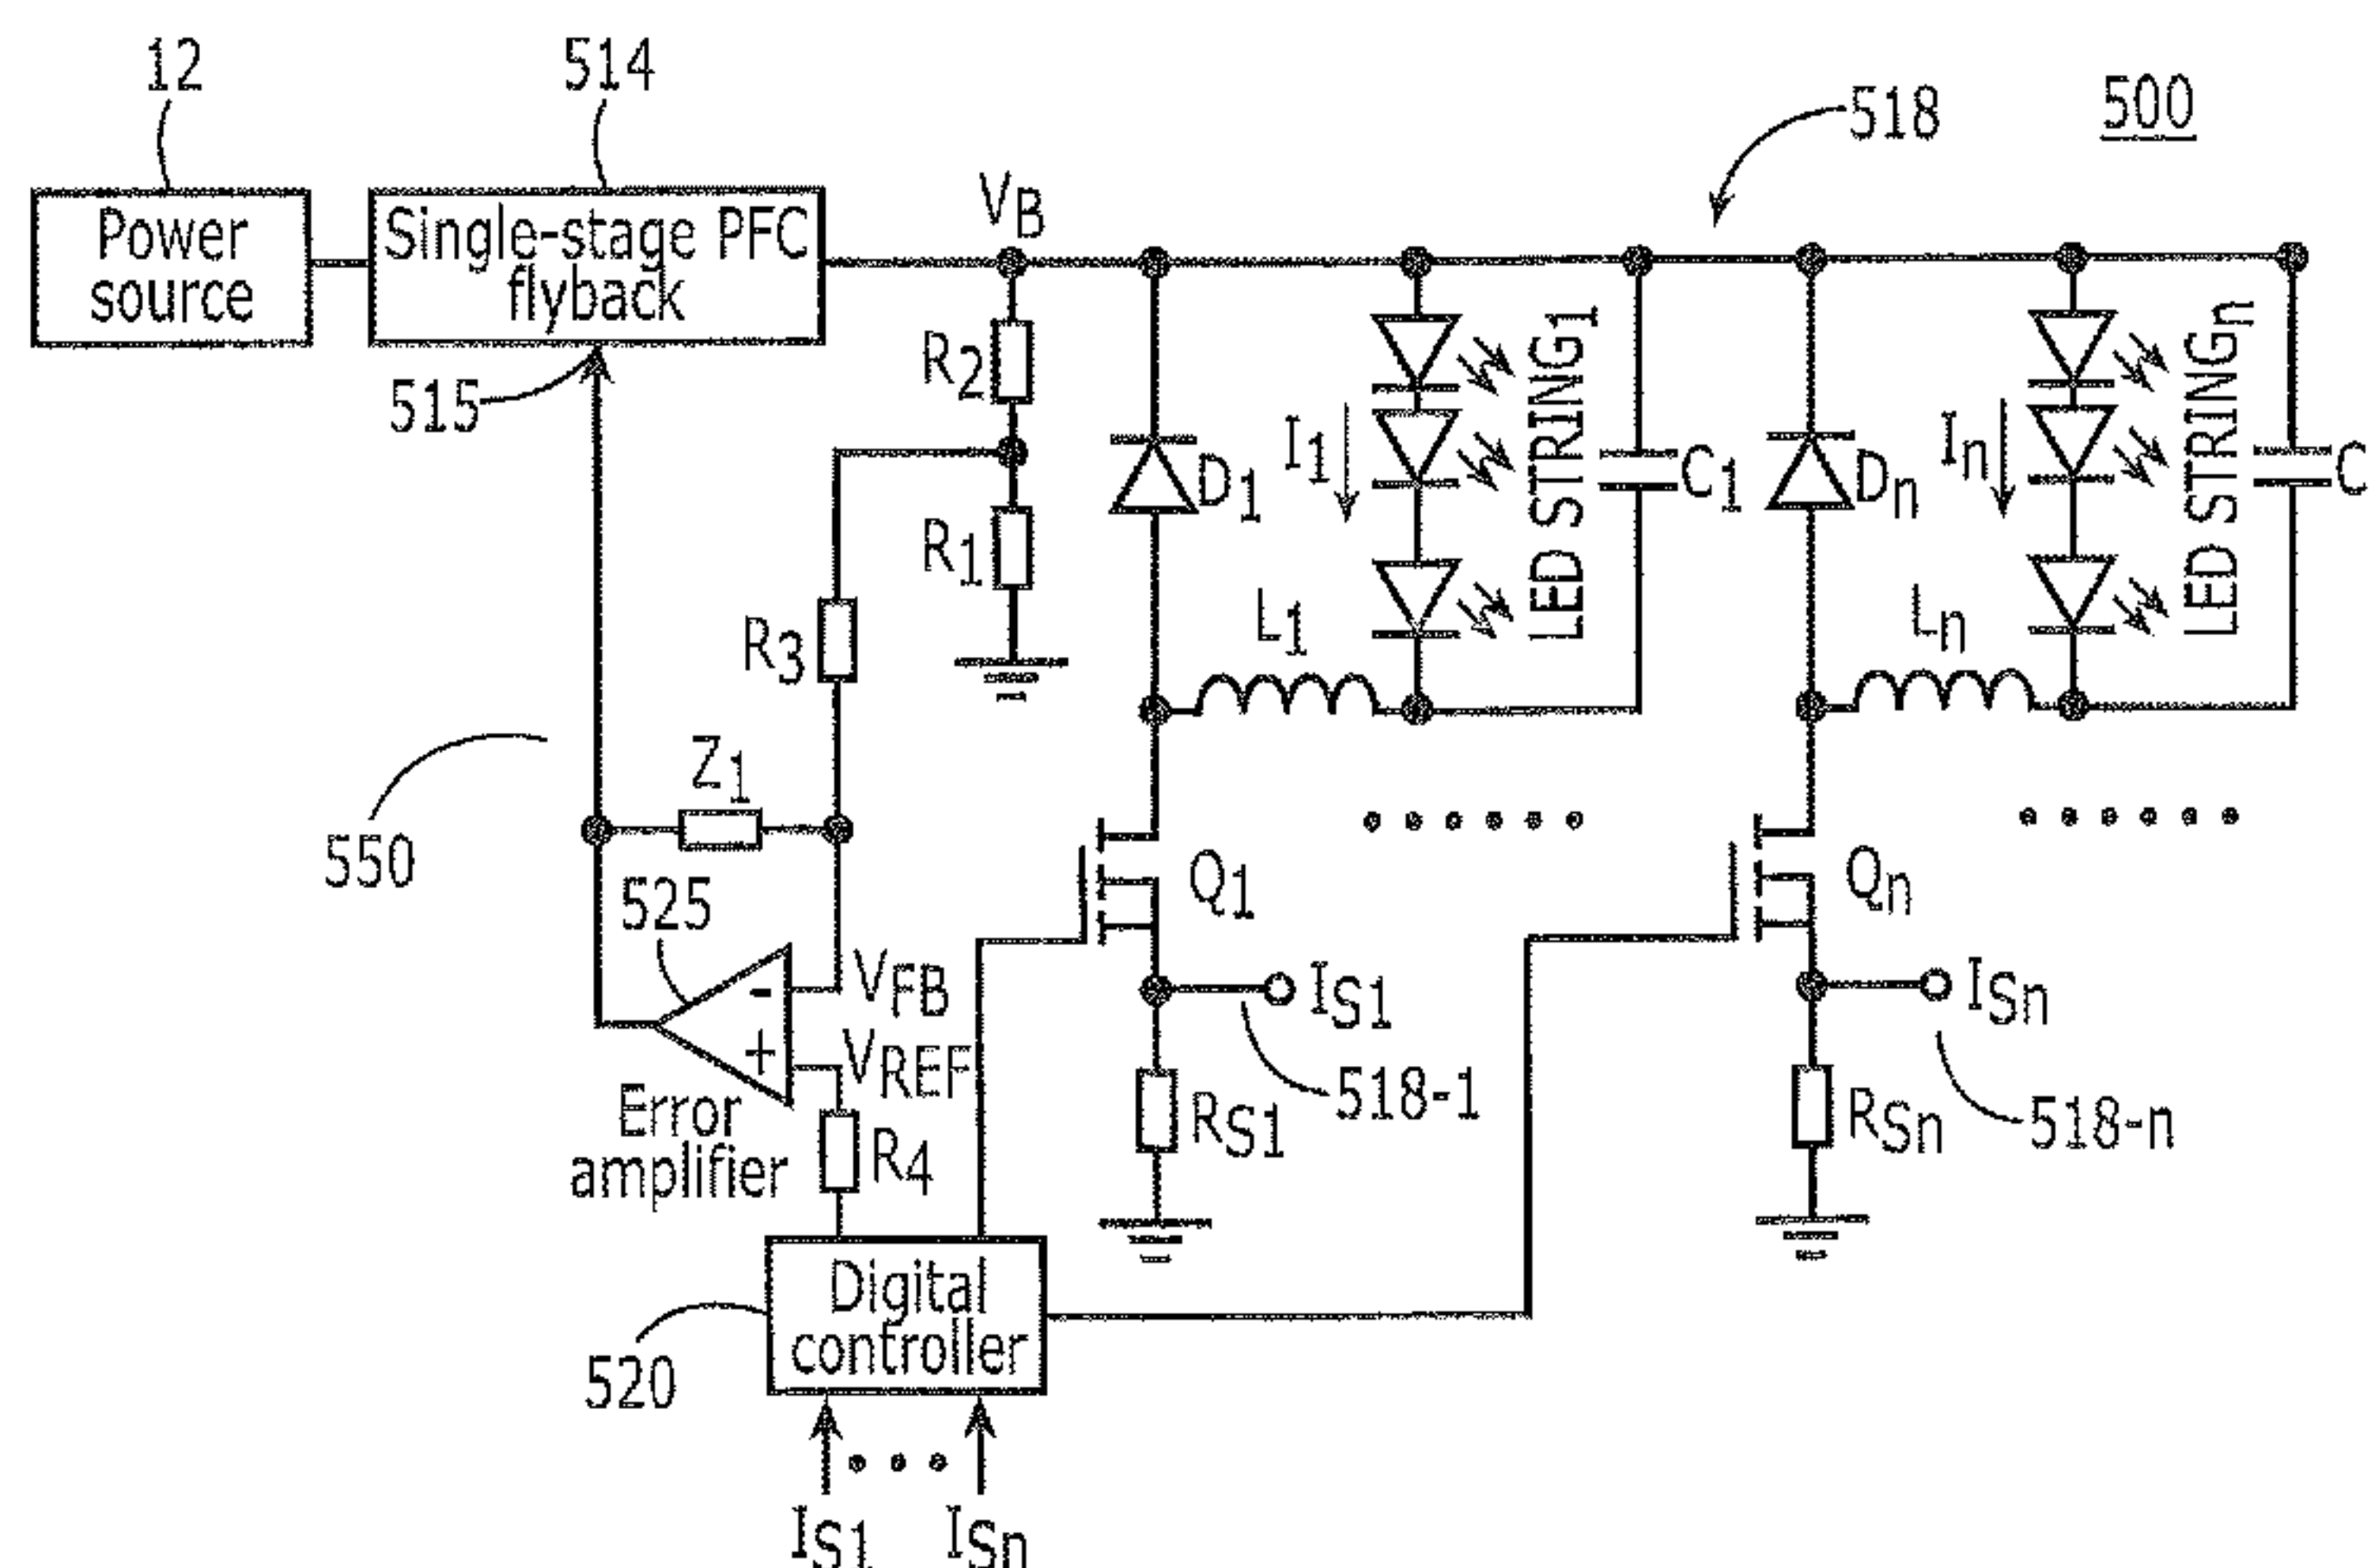 12
514
518
500
Power
source
Single-stage PFC
flyback
VB
515
R2
R1
R3
D1
I1
LED STRING1
C1
L1
Dn
In
LED STRINGn
C
Ln
Z1
550
525
Q1
Qn
VFB
VREF
IS1
518-1
ISn
518-n
Error
amplifier
R4
RS1
RSn
Digital
controller
520
IS1
ISn